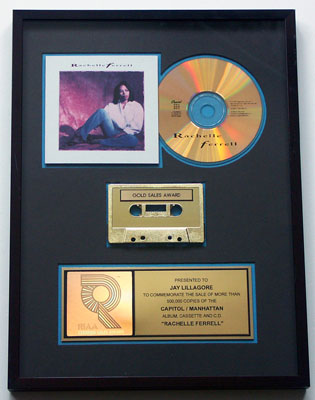 Rachelle Ferrell
Capitol
Rachelle
Ferrell
GOLD SALES AWARD
RIAA
PRESENTED TO
JAY LILLAGORE
TO COMMEMORATE THE SALE OF MORE THAN
500,000 COPIES OF THE
CAPITOL / MANHATTAN
ALBUM, CASSETTE AND C.D.
"RACHELLE FERRELL"